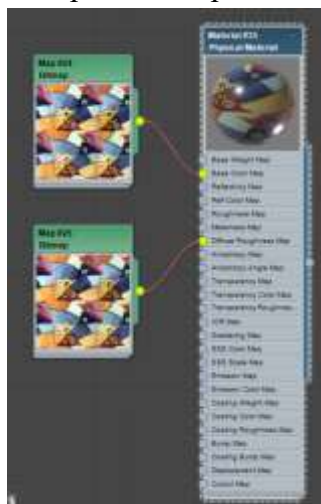 Map #24
Bitmap
Map #25
Bitmap
Physical Material
Base Weight Map
Base Color Map
Reflectivity Map
Refl Color Map
Roughness Map
Metalness Map
Diffuse Roughness Map
Anisotropy Map
Anisotropy Angle Map
Transparency Map
Transparency Color Map
Transparency Roughnes...
IOR Map
Scattering Map
SSS Color Map
SSS Scale Map
Emission Map
Emission Color Map
Coating Weight Map
Coating Color Map
Coating Roughness Map
Bump Map
Coating Bump Map
Displacement Map
Cutout Map